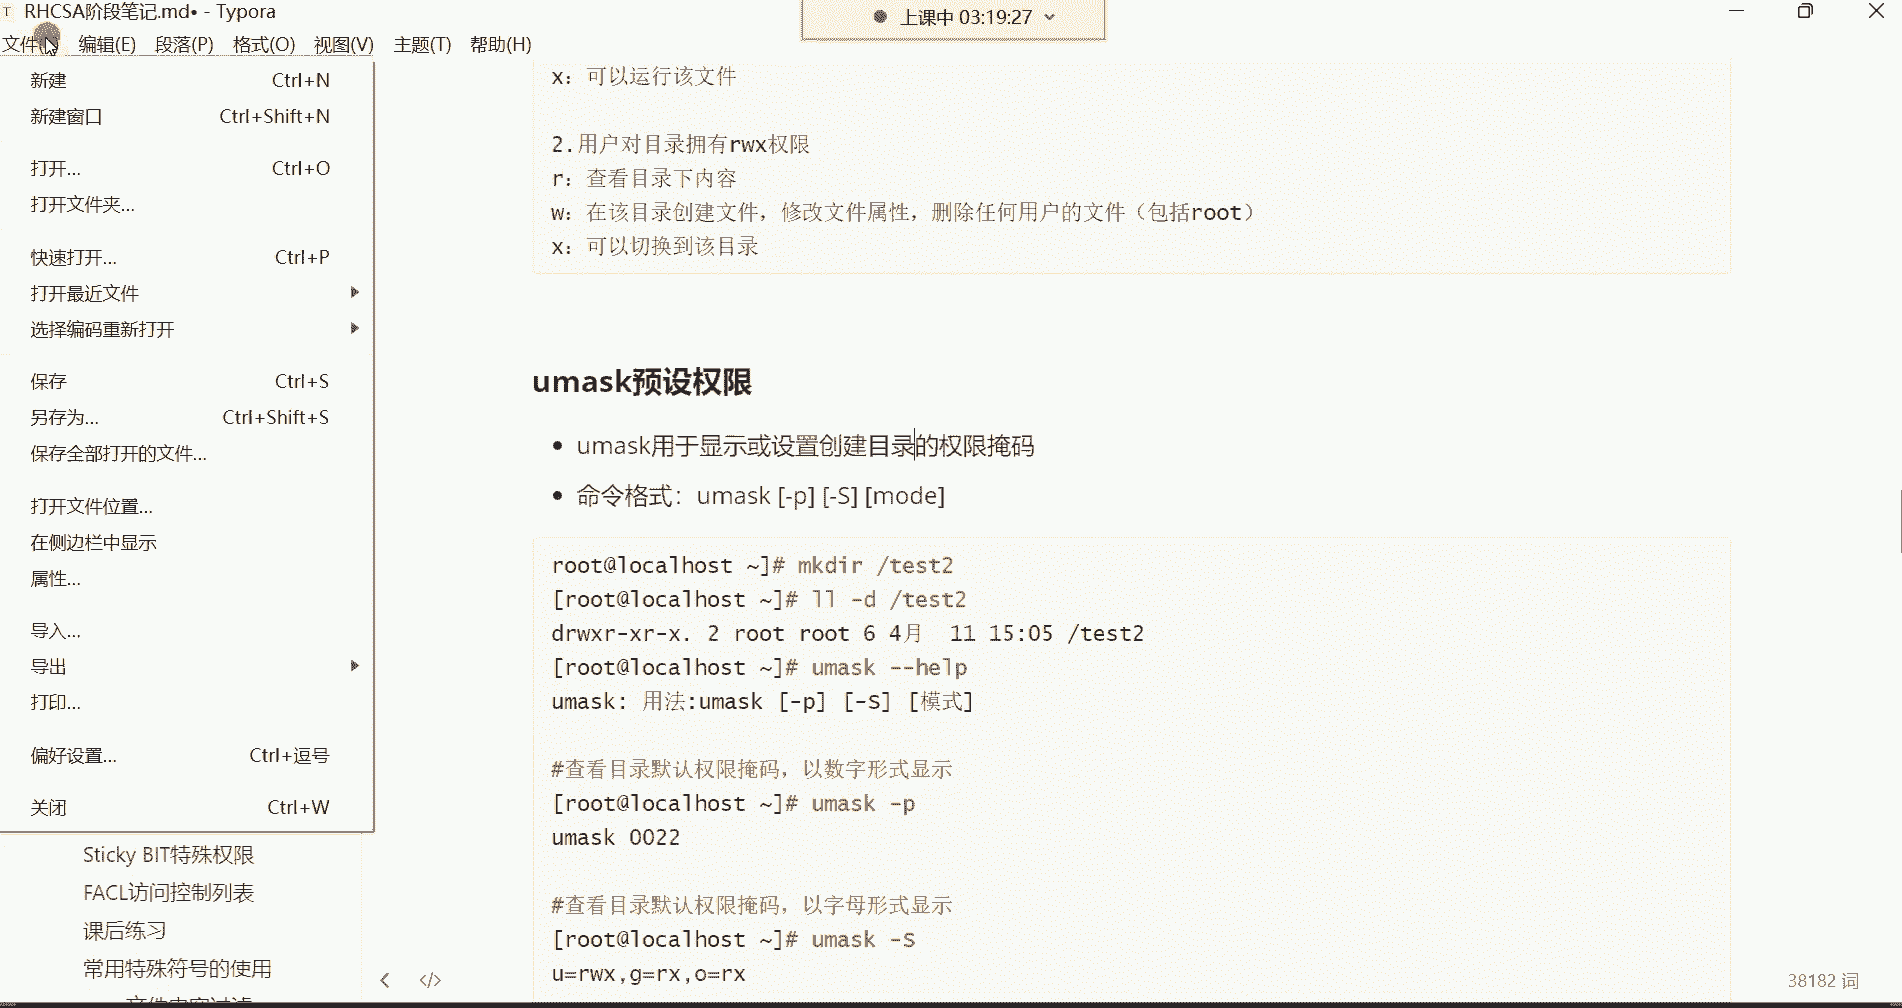 RHCSA阶段笔记.md• - Typora
上课中 03:19:27
文件 编辑(E) 段落(P) 格式(O) 视图(V) 主题(T) 帮助(H)
新建 Ctrl+N
新建窗口 Ctrl+Shift+N
打开... Ctrl+O
打开文件夹...
快速打开... Ctrl+P
打开最近文件
选择编码重新打开
保存 Ctrl+S
另存为... Ctrl+Shift+S
保存全部打开的文件...
打开文件位置...
在侧边栏中显示
属性...
导入...
导出
打印...
偏好设置... Ctrl+逗号
关闭 Ctrl+W
Sticky BIT特殊权限
FACL访问控制列表
课后练习
常用特殊符号的使用
文件内容过滤
x：可以运行该文件
2.用户对目录拥有rwx权限
r：查看目录下内容
w：在该目录创建文件，修改文件属性，删除任何用户的文件（包括root）
x：可以切换到该目录
umask预设权限
• umask用于显示或设置创建目录的权限掩码
• 命令格式：umask [-p] [-S] [mode]
root@localhost ~]# mkdir /test2
[root@localhost ~]# ll -d /test2
drwxr-xr-x. 2 root root 6 4月  11 15:05 /test2
[root@localhost ~]# umask --help
umask: 用法:umask [-p] [-S] [模式]
#查看目录默认权限掩码，以数字形式显示
[root@localhost ~]# umask -p
umask 0022
#查看目录默认权限掩码，以字母形式显示
[root@localhost ~]# umask -S
u=rwx,g=rx,o=rx
38182 词